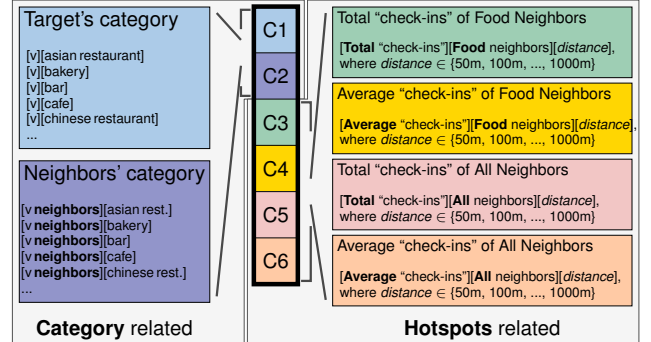 Target's category
[v][asian restaurant]
[v][bakery]
[v][bar]
[v][cafe]
[v][chinese restaurant]
...
Neighbors' category
[v neighbors][asian rest.]
[v neighbors][bakery]
[v neighbors][bar]
[v neighbors][cafe]
[v neighbors][chinese rest.]
...
Category related
C1
C2
C3
C4
C5
C6
Total “check-ins” of Food Neighbors
[Total “check-ins”][Food neighbors][distance],
where distance ∈ {50m, 100m, ..., 1000m}
Average “check-ins” of Food Neighbors
[Average “check-ins”][Food neighbors][distance],
where distance ∈ {50m, 100m, ..., 1000m}
Total “check-ins” of All Neighbors
[Total “check-ins”][All neighbors][distance],
where distance ∈ {50m, 100m, ..., 1000m}
Average “check-ins” of All Neighbors
[Average “check-ins”][All neighbors][distance],
where distance ∈ {50m, 100m, ..., 1000m}
Hotspots related